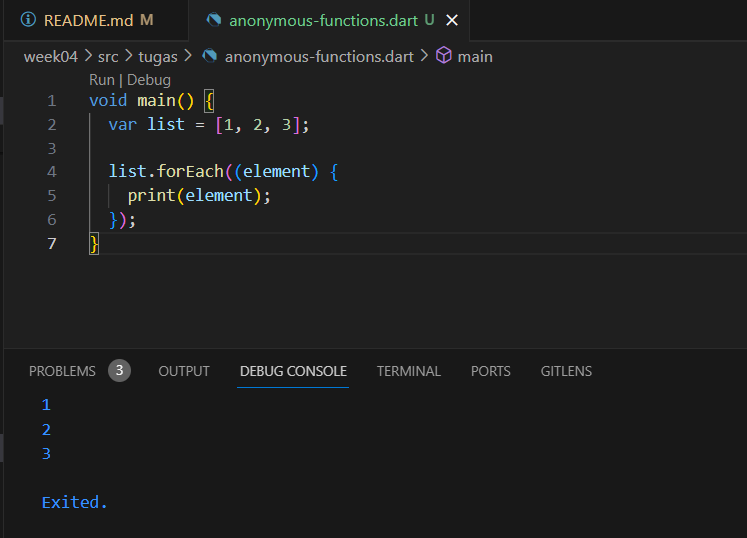 README.md M
anonymous-functions.dart U
week04 > src > tugas > anonymous-functions.dart > main
Run | Debug
1 void main() {
2 var list = [1, 2, 3];
3
4 list.forEach((element) {
5 print(element);
6 });
7 }
PROBLEMS 3 OUTPUT DEBUG CONSOLE TERMINAL PORTS GITLENS
1
2
3
Exited.